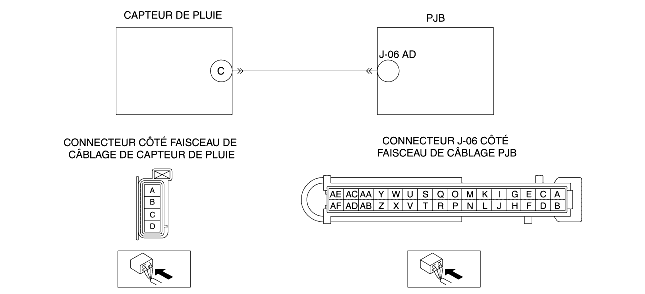 CAPTEUR DE PLUIE
PJB
J-06 AD
C
CONNECTEUR CÔTÉ FAISCEAU DE
CÂBLAGE DE CAPTEUR DE PLUIE
CONNECTEUR J-06 CÔTÉ
FAISCEAU DE CÂBLAGE PJB
A
B
C
D
AE AC AA Y W U S Q O M K I G E C A
AF AD AB Z X V T R P N L J H F D B